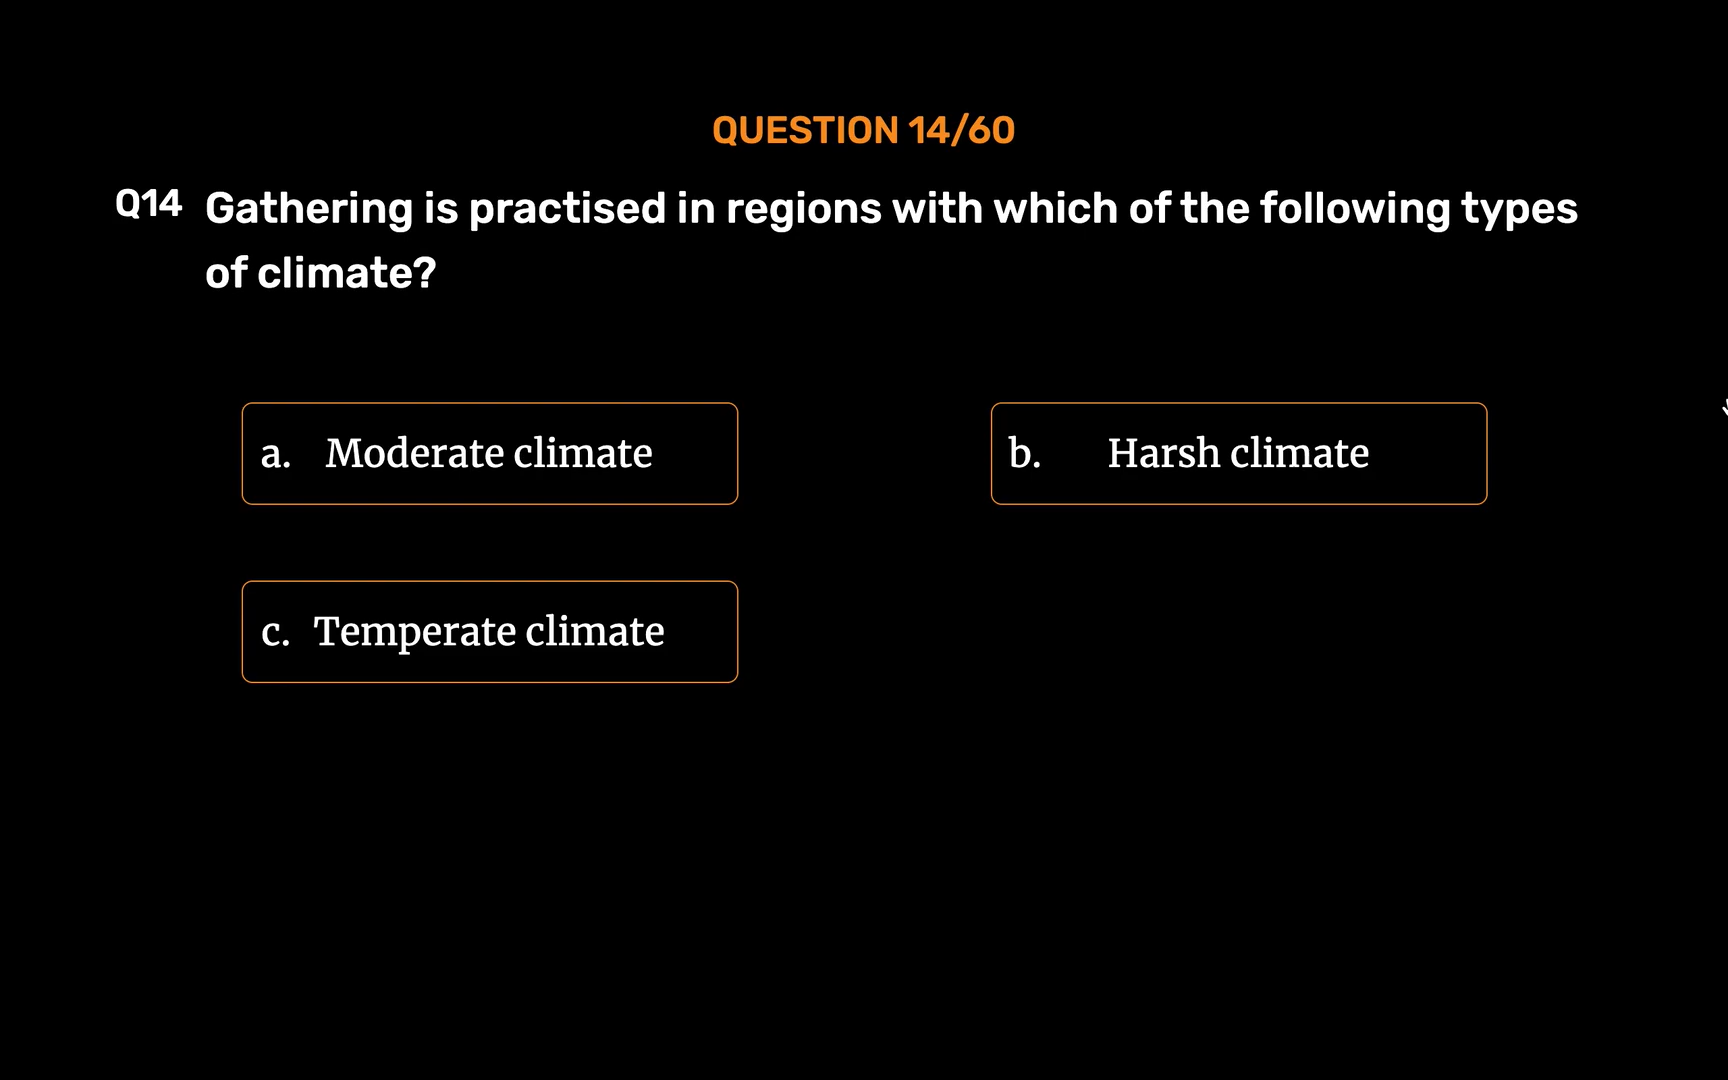 QUESTION 14/60
Q14 Gathering is practised in regions with which of the following types
of climate?
a. Moderate climate
b. Harsh climate
c. Temperate climate